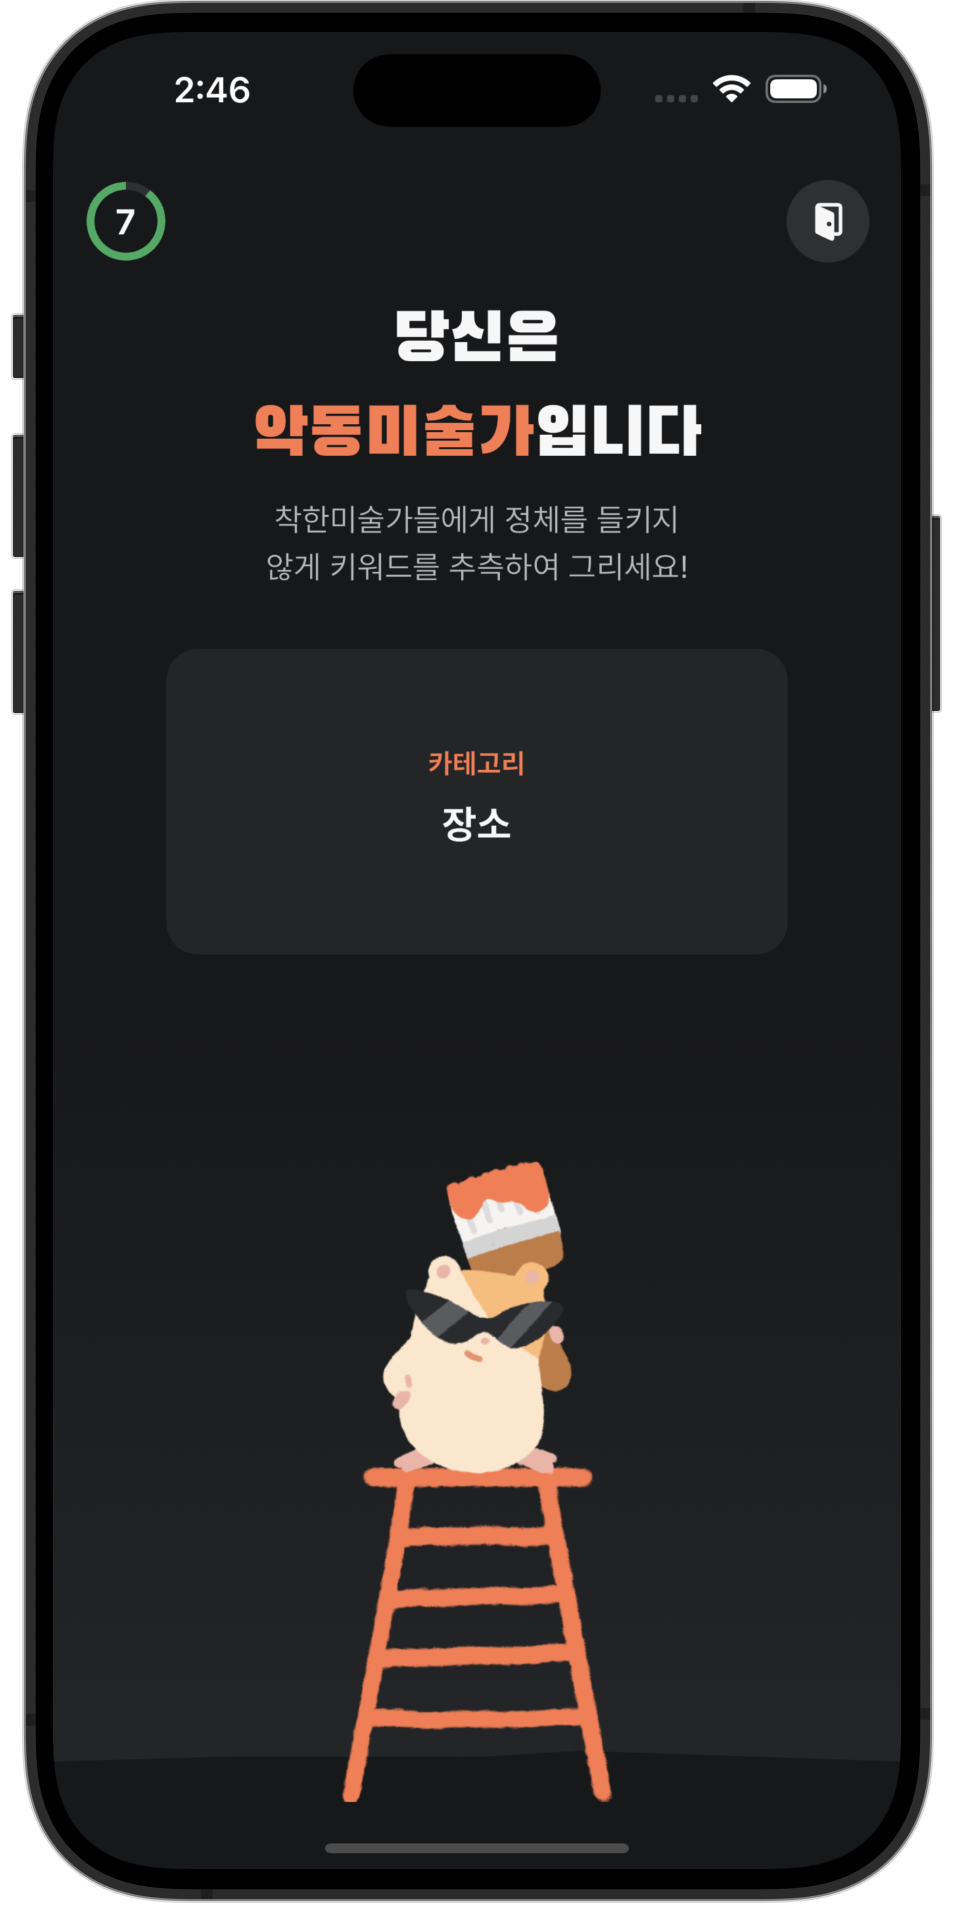 2:46
7
당신은
악동미술가입니다
착한미술가들에게 정체를 들키지
않게 키워드를 추측하여 그리세요!
카테고리
장소